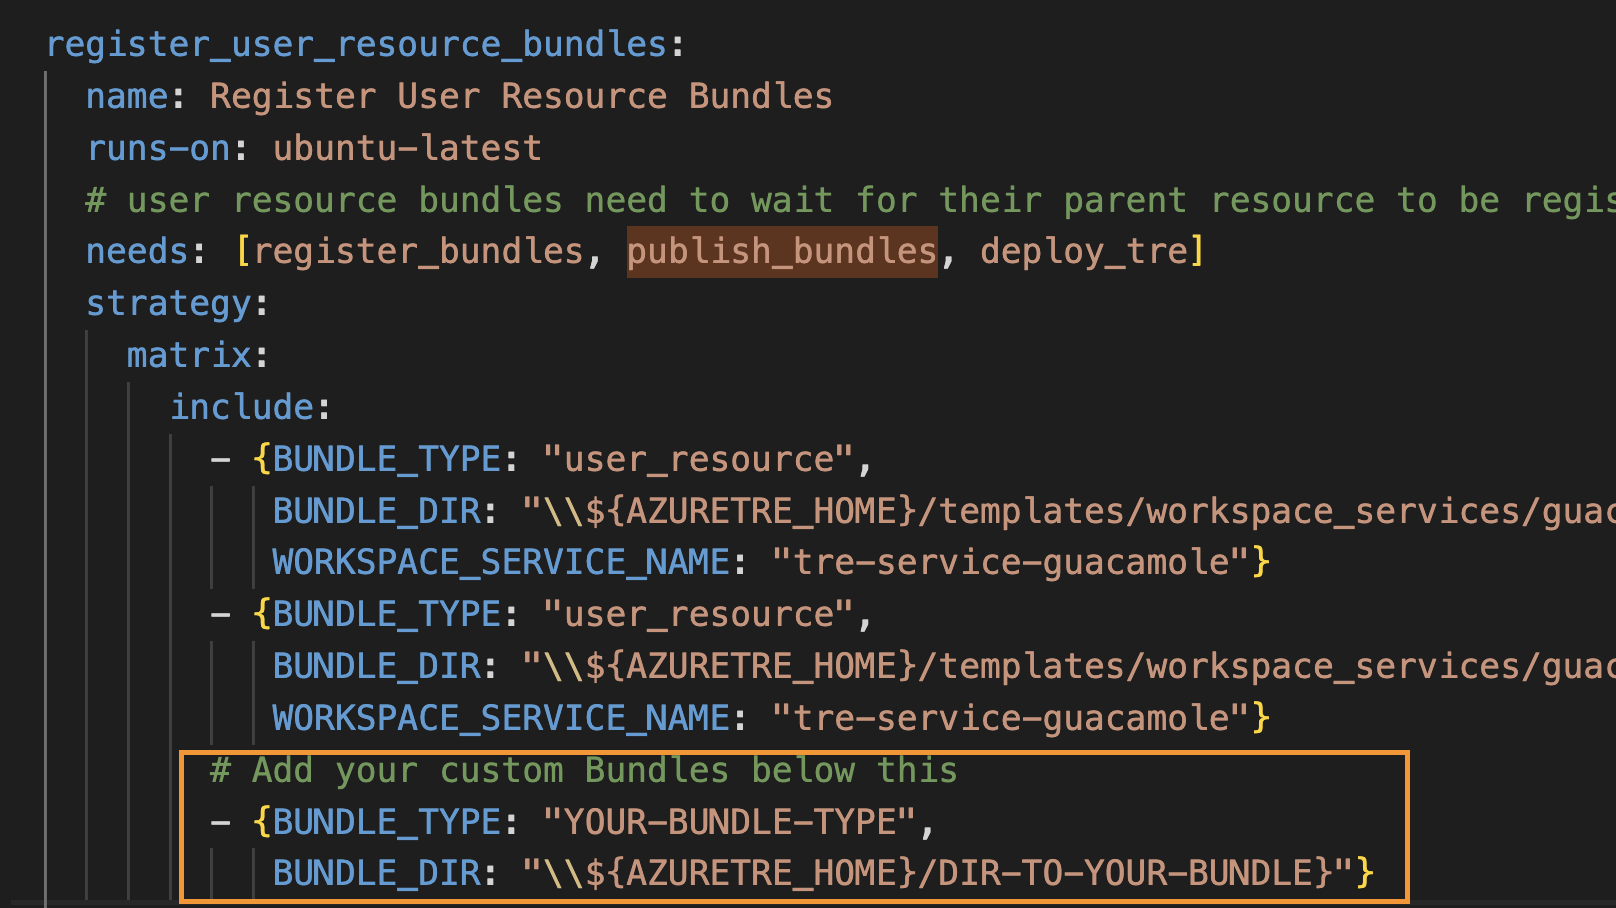 register_user_resource_bundles:
name: Register User Resource Bundles
runs-on: ubuntu-latest
# user resource bundles need to wait for their parent resource to be regis
needs: [register_bundles, publish_bundles, deploy_tre]
strategy:
matrix:
include:
- {BUNDLE_TYPE: "user_resource",
BUNDLE_DIR: "\\${AZURETRE_HOME}/templates/workspace_services/guac
WORKSPACE_SERVICE_NAME: "tre-service-guacamole"}
- {BUNDLE_TYPE: "user_resource",
BUNDLE_DIR: "\\${AZURETRE_HOME}/templates/workspace_services/guac
WORKSPACE_SERVICE_NAME: "tre-service-guacamole"}
# Add your custom Bundles below this
- {BUNDLE_TYPE: "YOUR-BUNDLE-TYPE",
BUNDLE_DIR: "\\${AZURETRE_HOME}/DIR-TO-YOUR-BUNDLE}"}